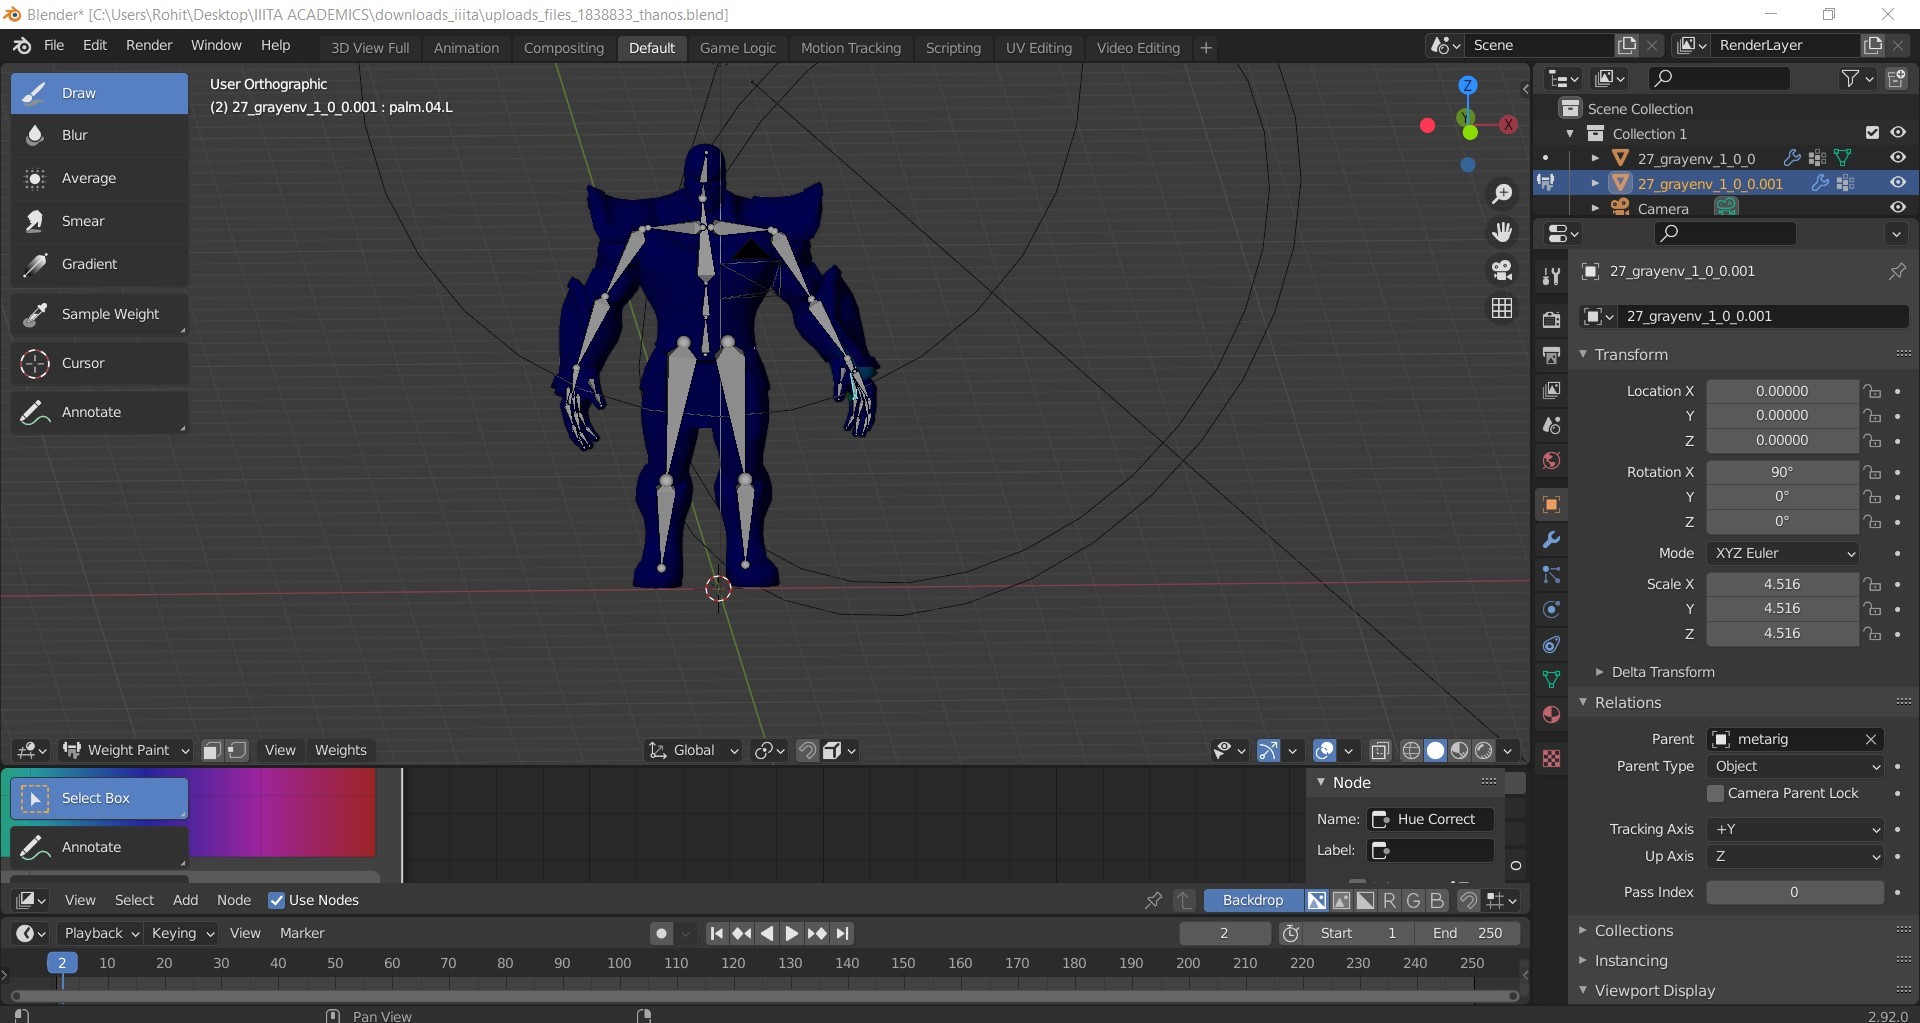 Blender* [C:\Users\Rohit\Desktop\IIITA ACADEMICS\downloads_iiita\uploads_files_1838833_thanos.blend]
File Edit Render Window Help
3D View Full Animation Compositing Default Game Logic Motion Tracking Scripting UV Editing Video Editing +
Scene
RenderLayer
Draw
Blur
Average
Smear
Gradient
Sample Weight
Cursor
Annotate
User Orthographic
(2) 27_grayenv_1_0_0.001 : palm.04.L
Z
Y
X
Scene Collection
Collection 1
27_grayenv_1_0_0
27_grayenv_1_0_0.001
Camera
27_grayenv_1_0_0.001
27_grayenv_1_0_0.001
Transform
Location X 0.00000
Y 0.00000
Z 0.00000
Rotation X 90°
Y 0°
Z 0°
Mode XYZ Euler
Scale X 4.516
Y 4.516
Z 4.516
Delta Transform
Relations
Parent metarig
Parent Type Object
Camera Parent Lock
Tracking Axis +Y
Up Axis Z
Pass Index 0
Collections
Instancing
Viewport Display
Weight Paint View Weights
Global
Select Box
Annotate
Node
Name: Hue Correct
Label:
View Select Add Node Use Nodes
Backdrop R G B
Playback Keying View Marker
2 Start 1 End 250
2 10 20 30 40 50 60 70 80 90 100 110 120 130 140 150 160 170 180 190 200 210 220 230 240 250
Pan View
2.92.0